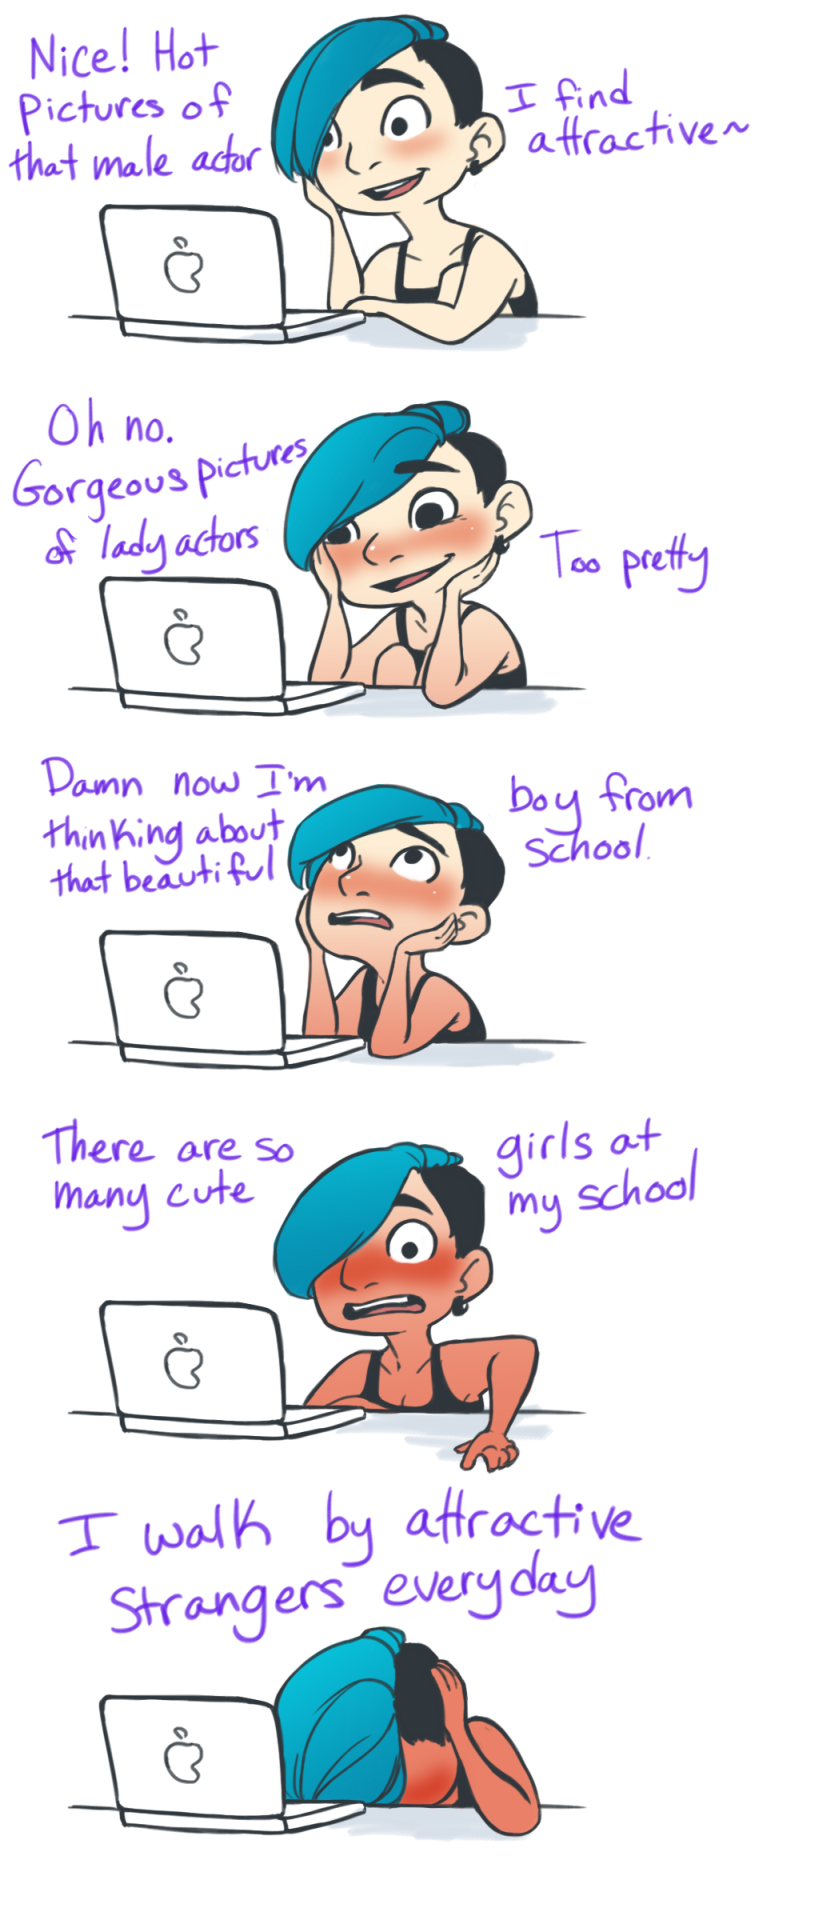 Nice! Hot
Pictures of
that male actor
I find
attractive~
Oh no.
Gorgeous pictures
of lady actors
Too pretty
Damn now I'm
thinking about
that beautiful
boy from
school.
There are so
many cute
girls at
my school
I walk by attractive
Strangers everyday